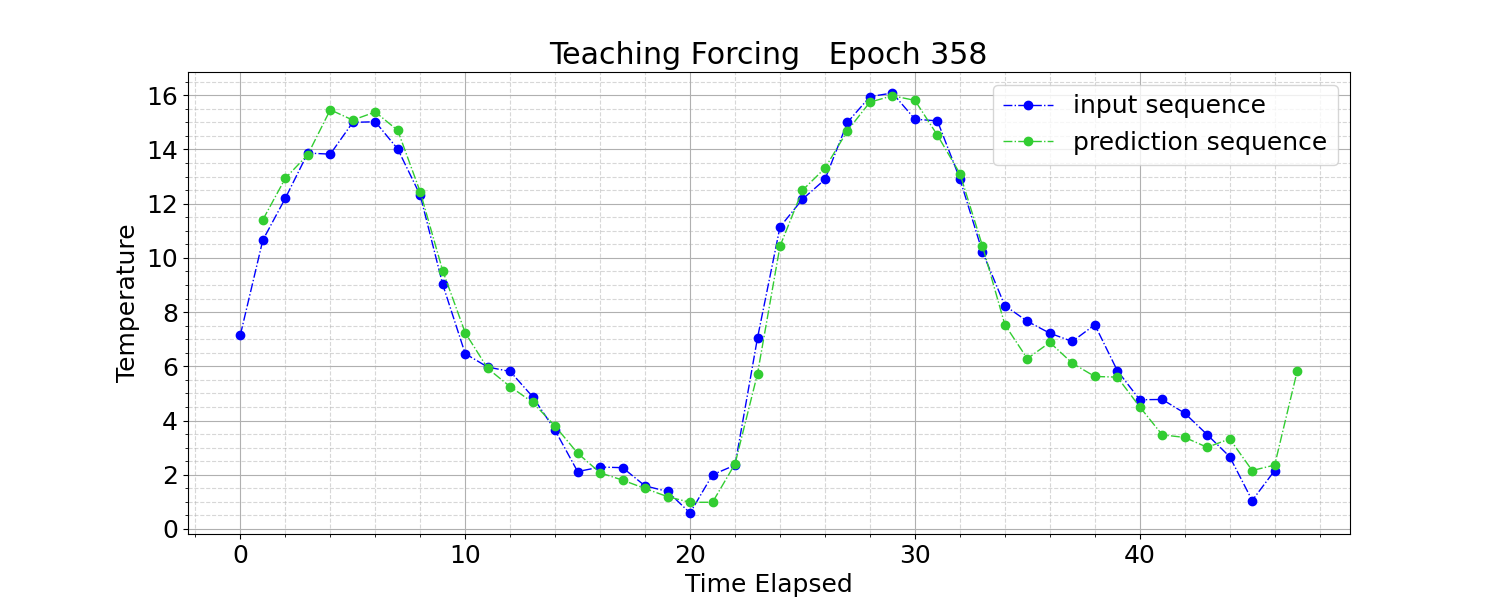 Teaching Forcing   Epoch 358
input sequence
prediction sequence
Temperature
16
14
12
10
8
6
4
2
0
0 10 20 30 40
Time Elapsed